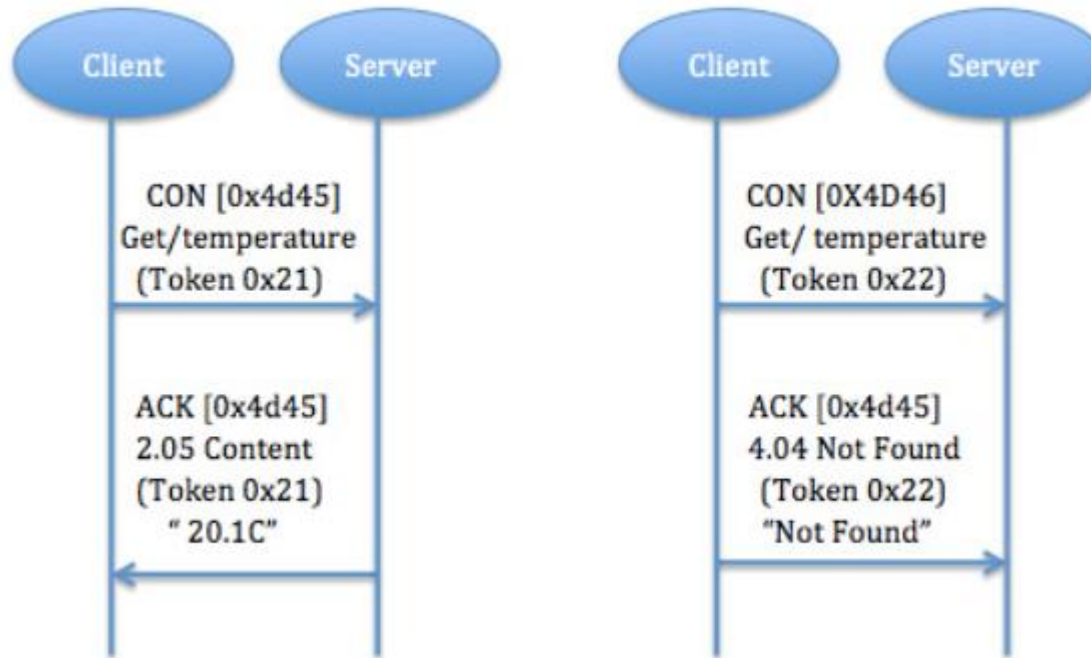 Client
Server
CON [0x4d45]
Get/temperature
(Token 0x21)
ACK [0x4d45]
2.05 Content
(Token 0x21)
“ 20.1C”
Client
Server
CON [0X4D46]
Get/ temperature
(Token 0x22)
ACK [0x4d45]
4.04 Not Found
(Token 0x22)
“Not Found”